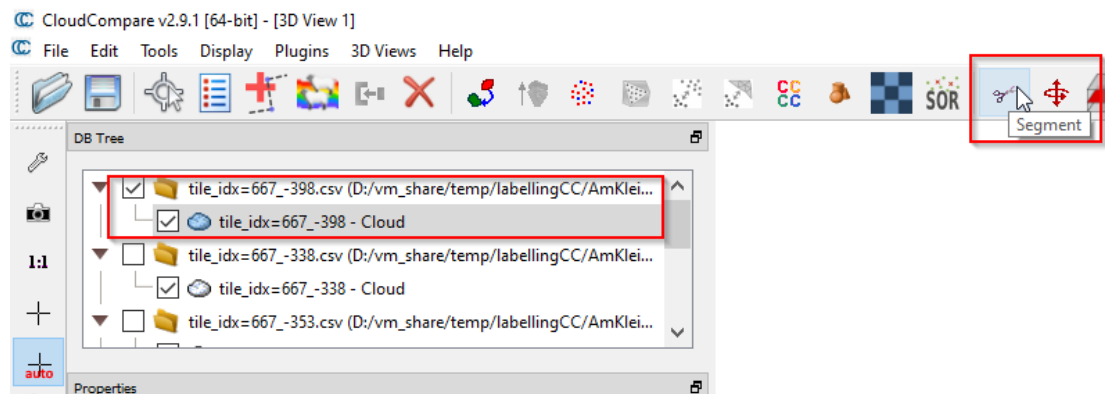 CloudCompare v2.9.1 [64-bit] - [3D View 1]
File Edit Tools Display Plugins 3D Views Help
CC
CC
SOR
Segment
DB Tree
tile_idx=667_-398.csv (D:/vm_share/temp/labellingCC/AmKlei...
tile_idx=667_-398 - Cloud
tile_idx=667_-338.csv (D:/vm_share/temp/labellingCC/AmKlei...
tile_idx=667_-338 - Cloud
tile_idx=667_-353.csv (D:/vm_share/temp/labellingCC/AmKlei...
1:1
auto
Properties